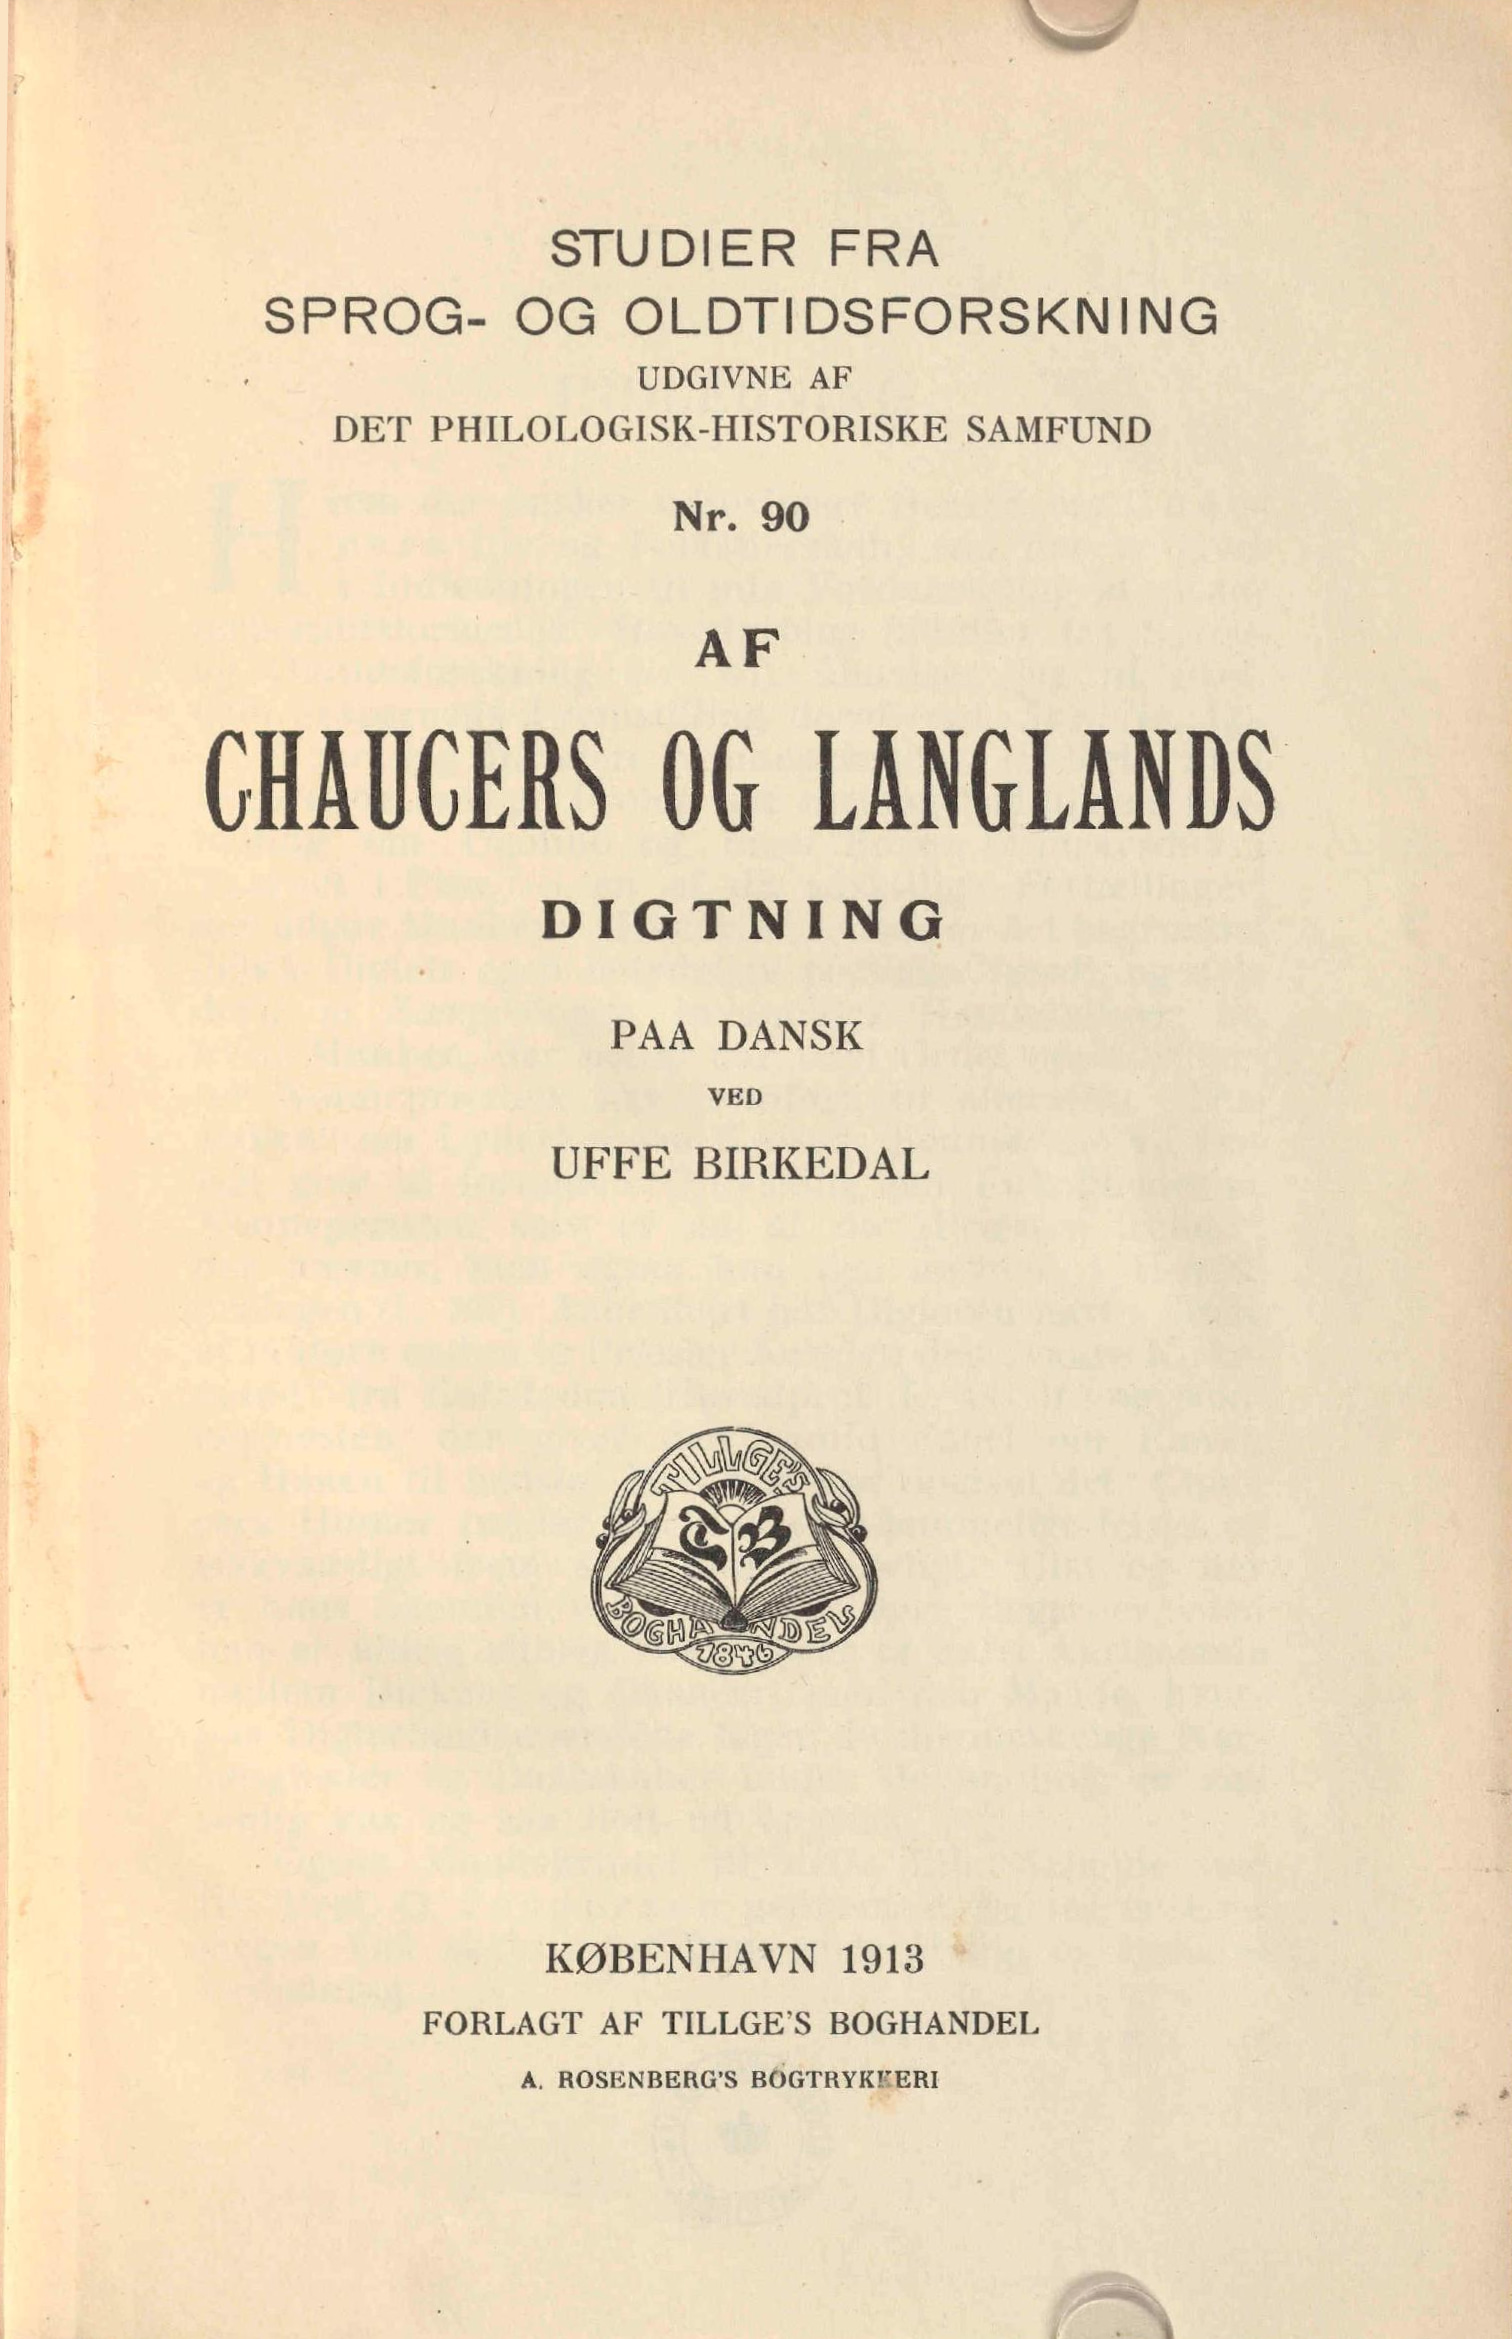 STUDIER FRA
SPROG- OG OLDTIDSFORSKNING
UDGIVNE AF
DET PHILOLOGISK-HISTORISKE SAMFUND
Nr. 90
AF
CHAUCERS OG LANGLANDS
DIGTNING
PAA DANSK
VED
UFFE BIRKEDAL
TILLGE'S
T B
BOGHANDEL
1846
KØBENHAVN 1913
FORLAGT AF TILLGE'S BOGHANDEL
A. ROSENBERG'S BOGTRYKKERI